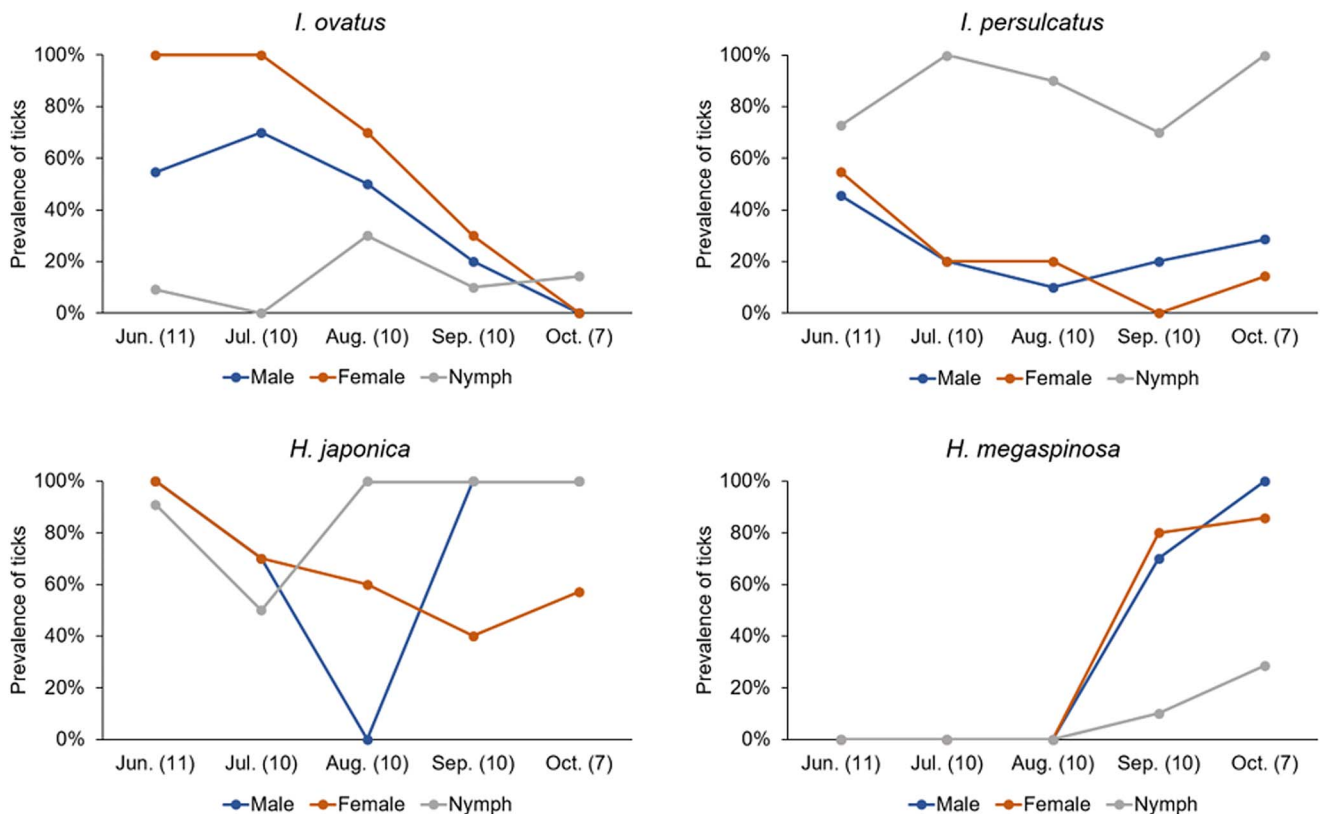 I. ovatus
Prevalence of ticks
100%
80%
60%
40%
20%
0%
Jun. (11) Jul. (10) Aug. (10) Sep. (10) Oct. (7)
Male Female Nymph
I. persulcatus
Prevalence of ticks
100%
80%
60%
40%
20%
0%
Jun. (11) Jul. (10) Aug. (10) Sep. (10) Oct. (7)
Male Female Nymph
H. japonica
Prevalence of ticks
100%
80%
60%
40%
20%
0%
Jun. (11) Jul. (10) Aug. (10) Sep. (10) Oct. (7)
Male Female Nymph
H. megaspinosa
Prevalence of ticks
100%
80%
60%
40%
20%
0%
Jun. (11) Jul. (10) Aug. (10) Sep. (10) Oct. (7)
Male Female Nymph